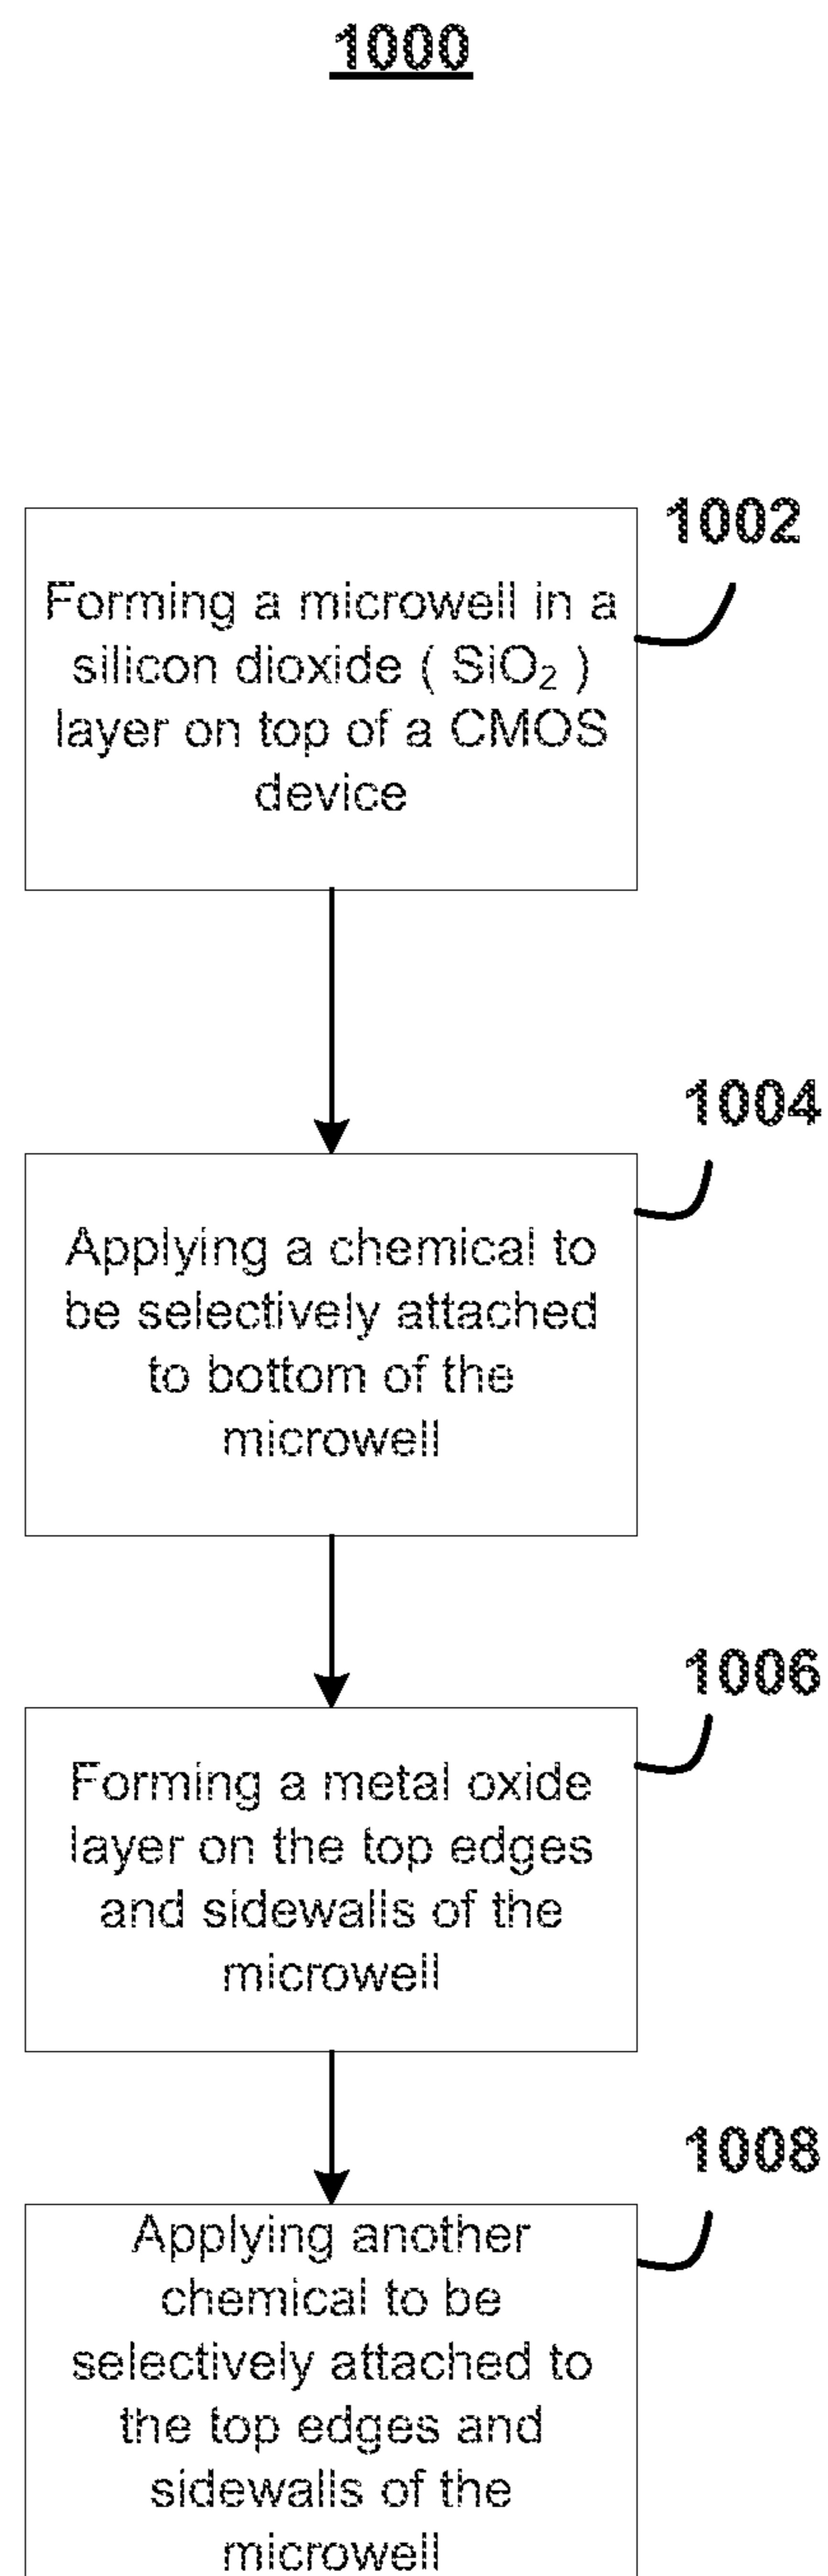 1000
1002
Forming a microwell in a
silicon dioxide ( SiO₂ )
layer on top of a CMOS
device
1004
Applying a chemical to
be selectively attached
to bottom of the
microwell
1006
Forming a metal oxide
layer on the top edges
and sidewalls of the
microwell
1008
Applying another
chemical to be
selectively attached to
the top edges and
sidewalls of the
microwell